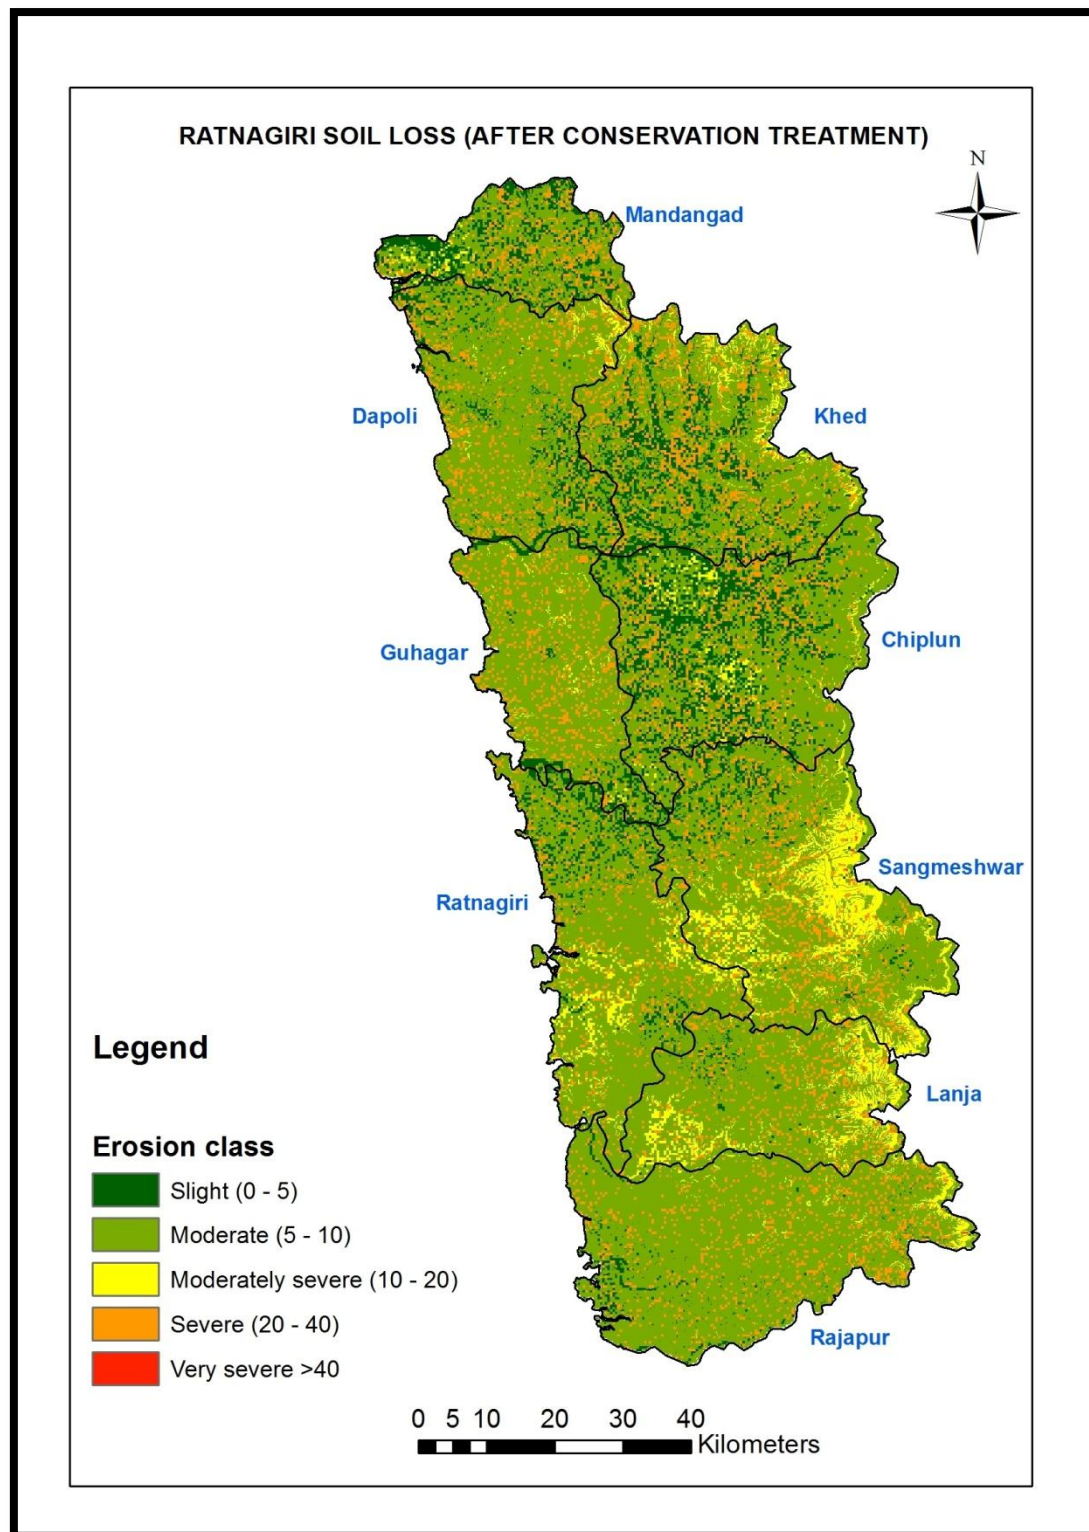 RATNAGIRI SOIL LOSS (AFTER CONSERVATION TREATMENT)
N
Mandangad
Dapoli
Khed
Guhagar
Chiplun
Sangmeshwar
Ratnagiri
Lanja
Rajapur
Legend
Erosion class
Slight (0 - 5)
Moderate (5 - 10)
Moderately severe (10 - 20)
Severe (20 - 40)
Very severe >40
0 5 10 20 30 40
Kilometers